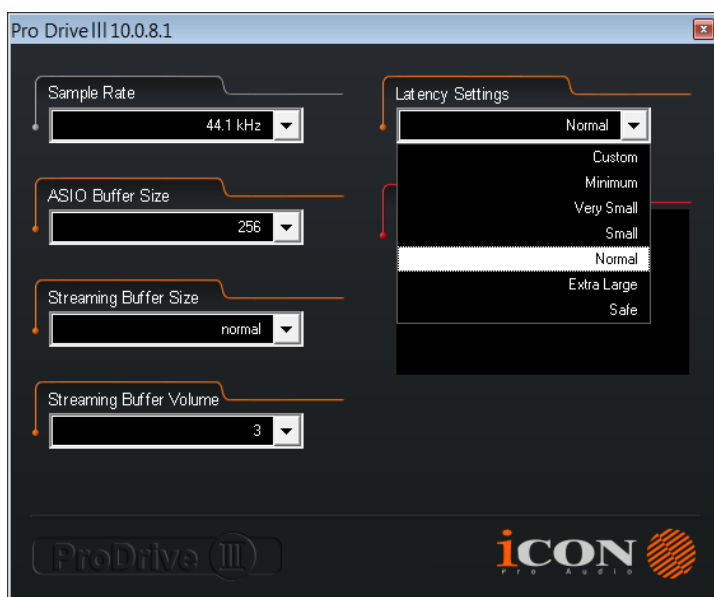 Pro Drive III 10.0.8.1
Sample Rate
44.1 kHz
ASIO Buffer Size
256
Streaming Buffer Size
normal
Streaming Buffer Volume
3
Latency Settings
Normal
Custom
Minimum
Very Small
Small
Normal
Extra Large
Safe
ProDrive III
iCON
Pro Audio